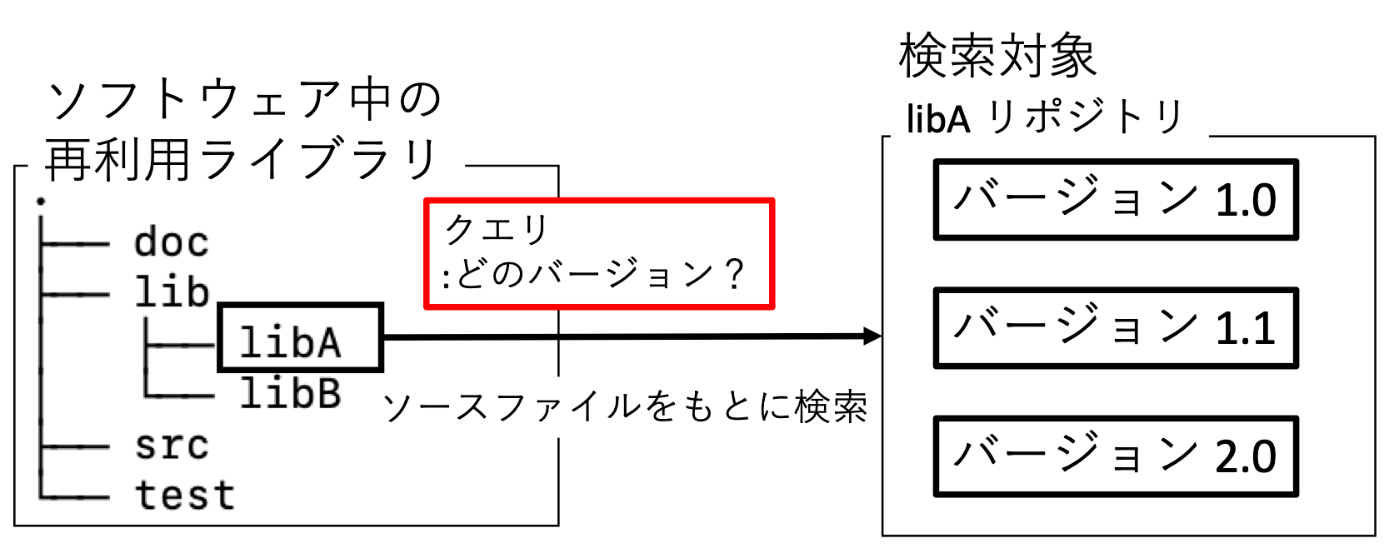 ソフトウェア中の
再利用ライブラリ
.
doc
lib
libA
libB
src
test
クエリ
:どのバージョン？
ソースファイルをもとに検索
検索対象
libA リポジトリ
バージョン 1.0
バージョン 1.1
バージョン 2.0